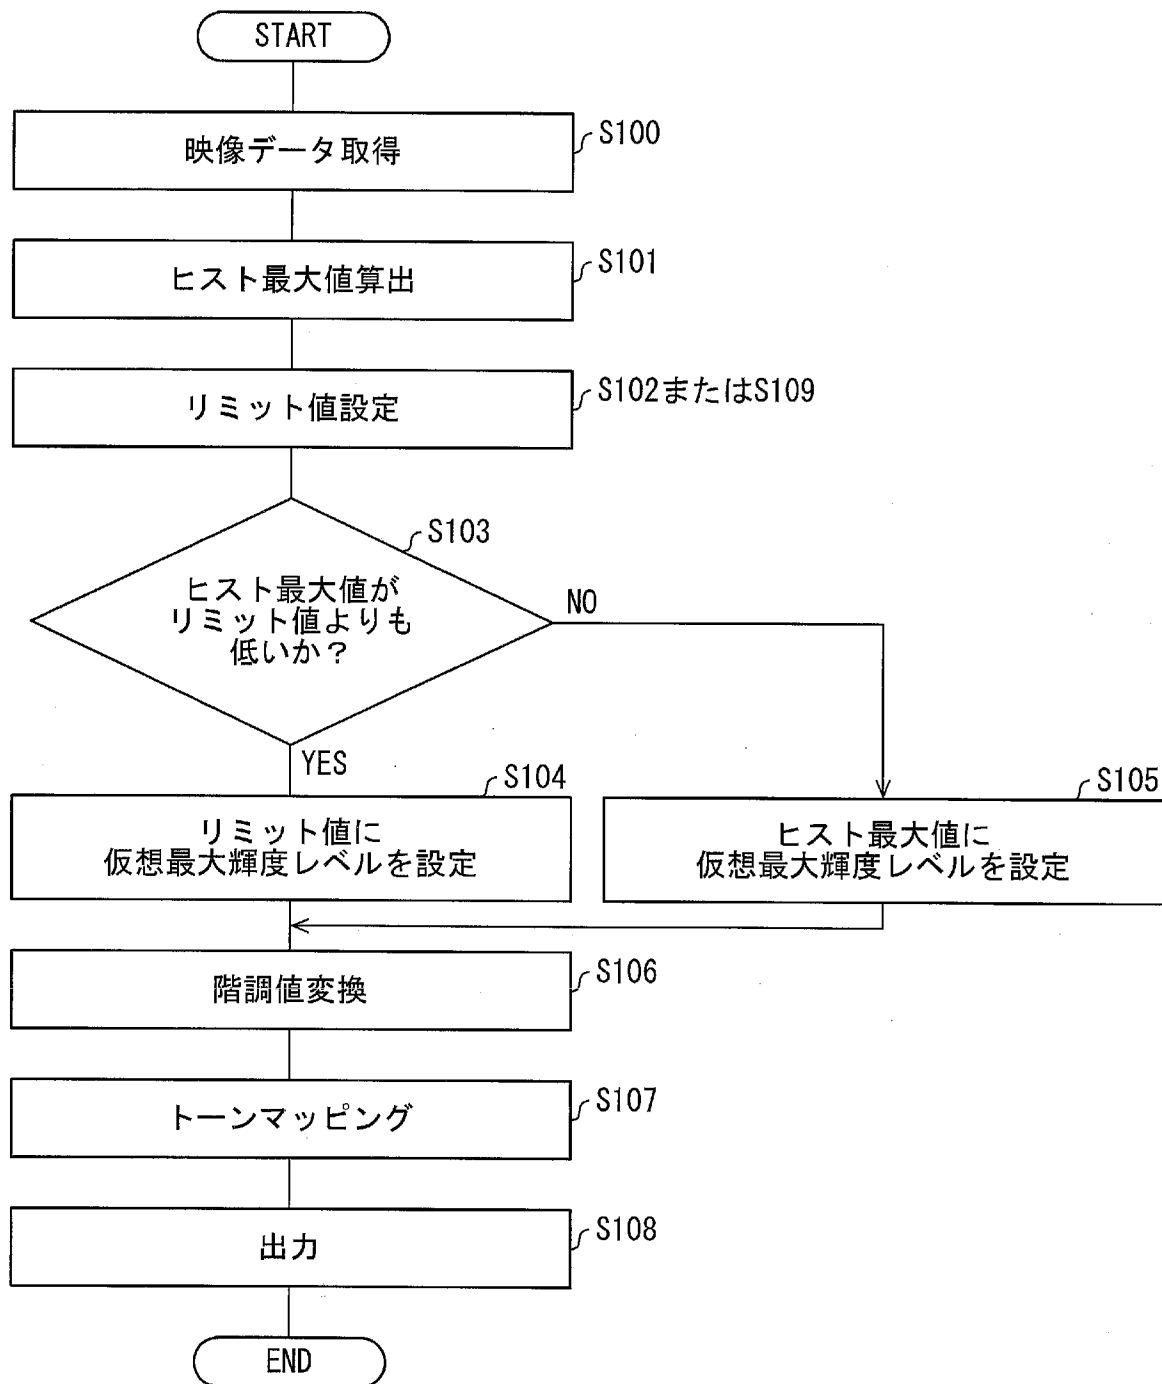 START
映像データ取得
S100
ヒスト最大値算出
S101
リミット値設定
S102またはS109
S103
ヒスト最大値が
リミット値よりも
低いか？
NO
YES
S104
リミット値に
仮想最大輝度レベルを設定
S105
ヒスト最大値に
仮想最大輝度レベルを設定
階調値変換
S106
トーンマッピング
S107
出力
S108
END